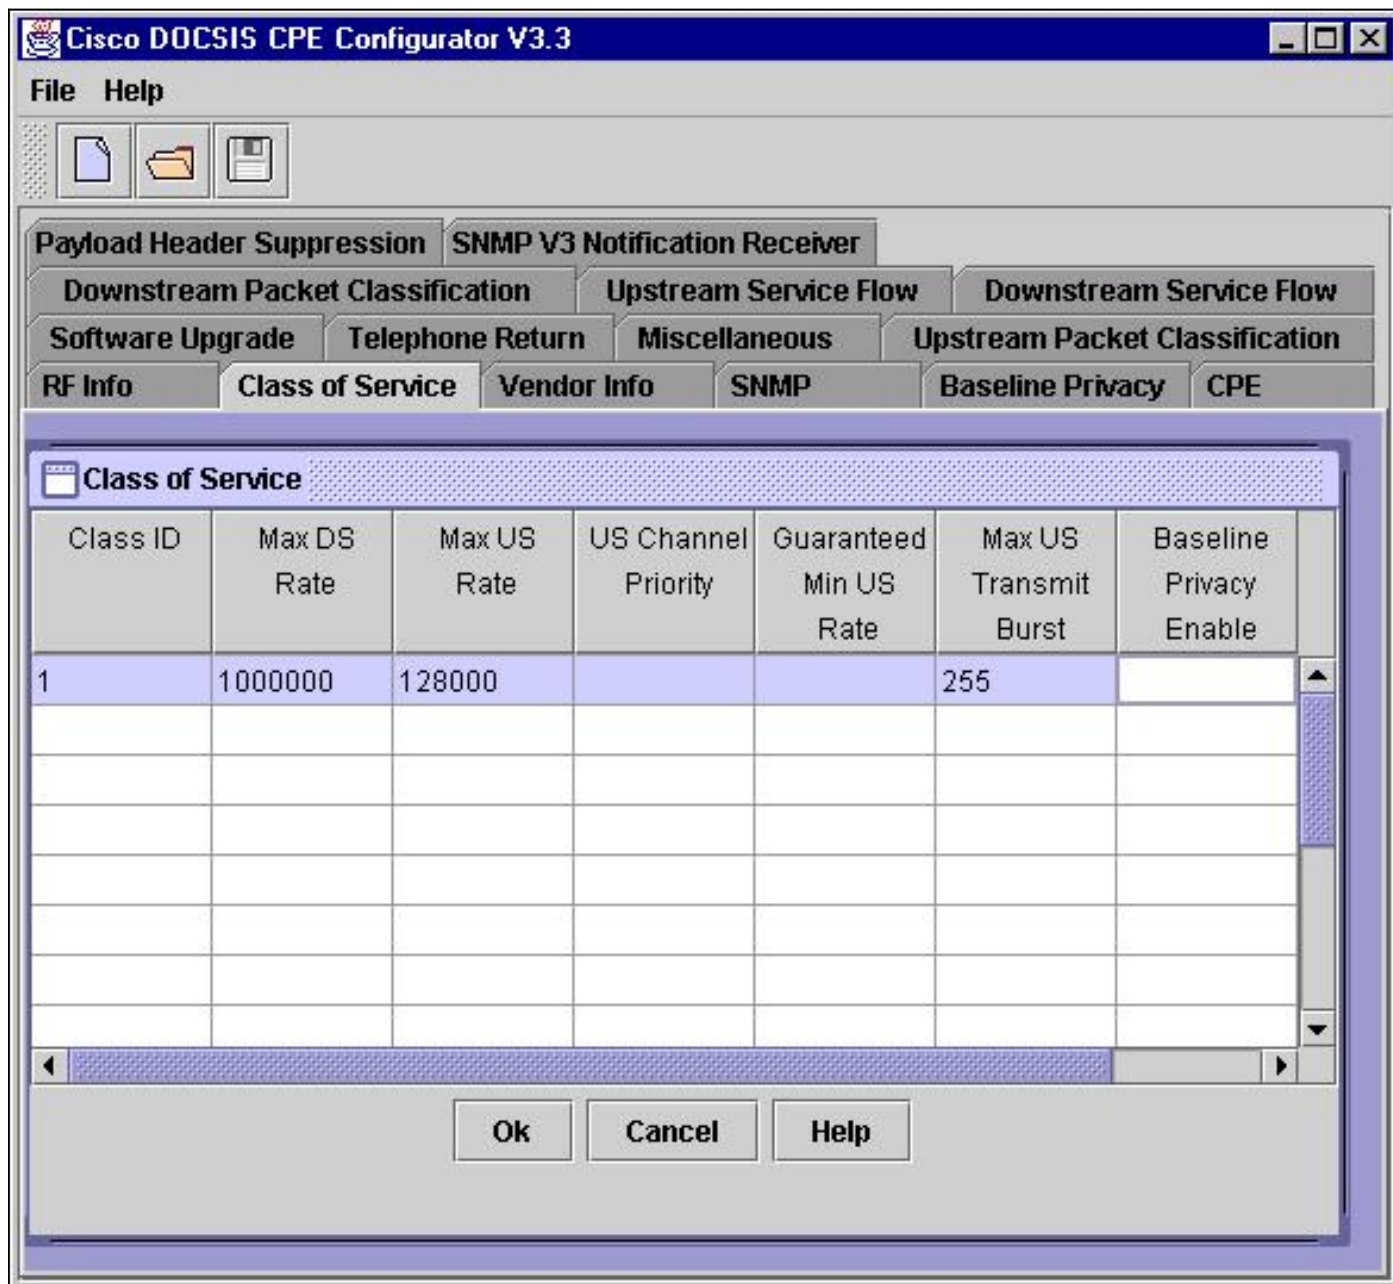 Cisco DOCSIS CPE Configurator V3.3
File Help
Payload Header Suppression SNMP V3 Notification Receiver
Downstream Packet Classification Upstream Service Flow Downstream Service Flow
Software Upgrade Telephone Return Miscellaneous Upstream Packet Classification
RF Info Class of Service Vendor Info SNMP Baseline Privacy CPE
Class of Service
Class ID Max DS US Channel Guaranteed Max US Baseline
Rate Rate Priority Min US Transmit Privacy
Rate Burst Enable
1 1000000 128000 255
Ok Cancel Help